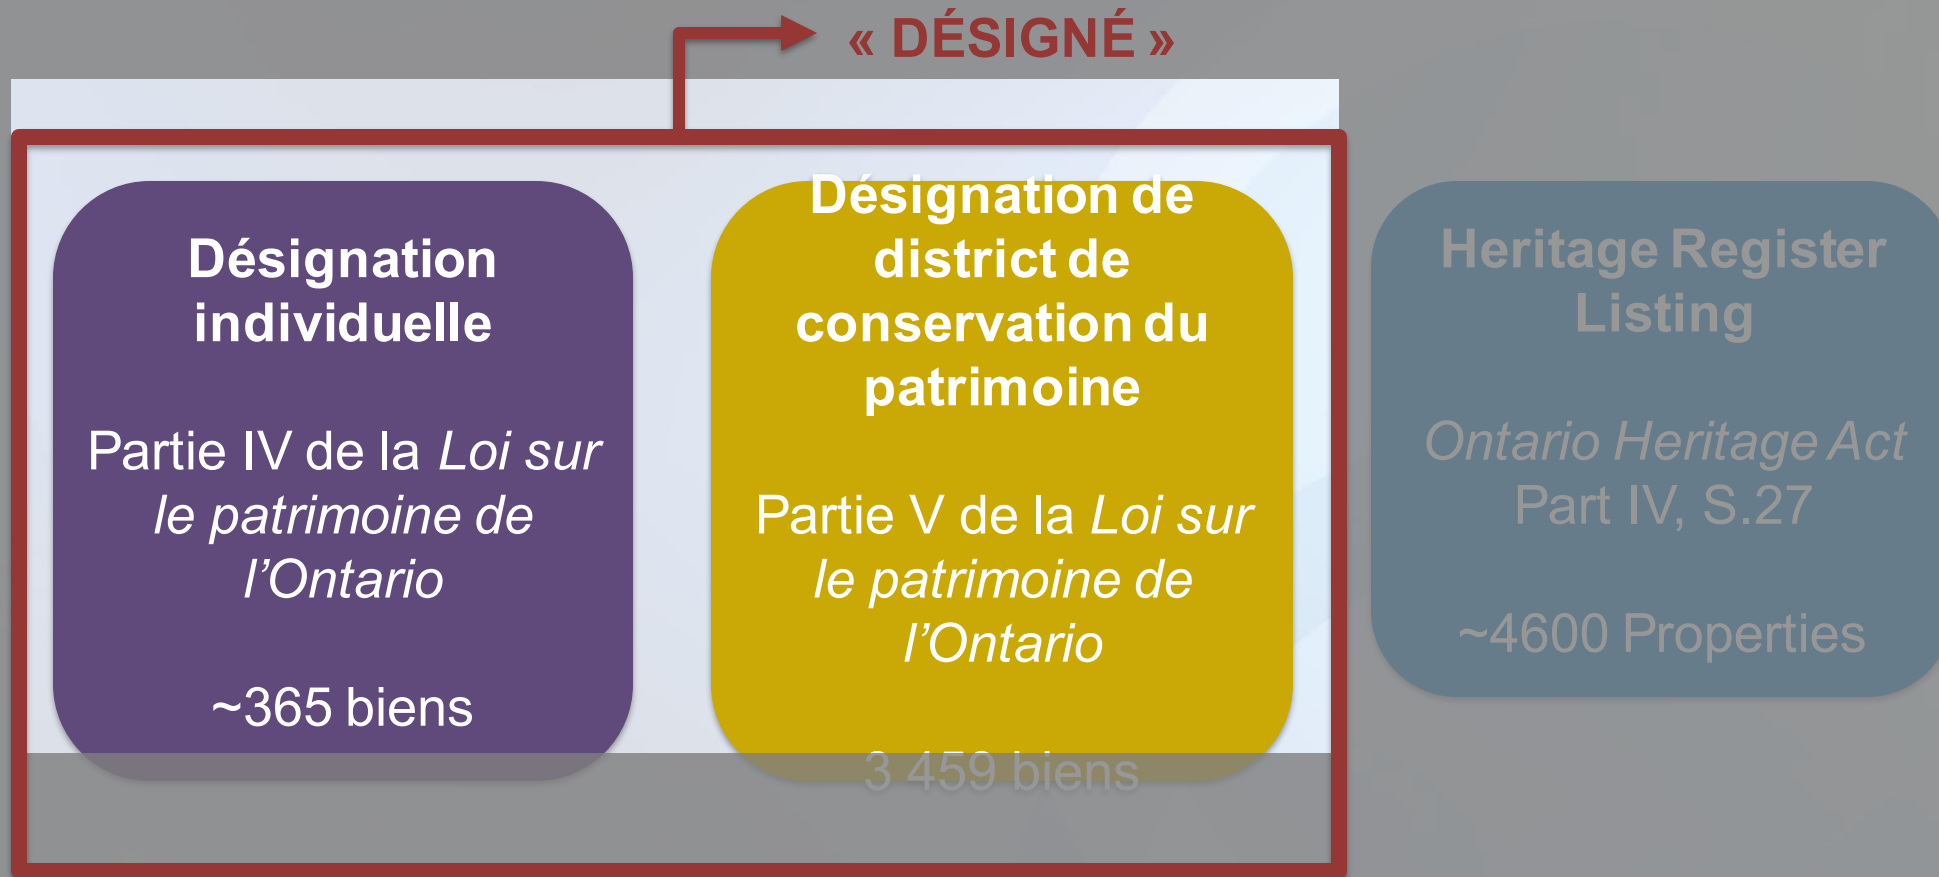 « DÉSIGNÉ »
Désignation
individuelle
Partie IV de la Loi sur
le patrimoine de
l’Ontario
~365 biens
Désignation de
district de
conservation du
patrimoine
Partie V de la Loi sur
le patrimoine de
l’Ontario
3 459 biens
Heritage Register
Listing
Ontario Heritage Act
Part IV, S.27
~4600 Properties